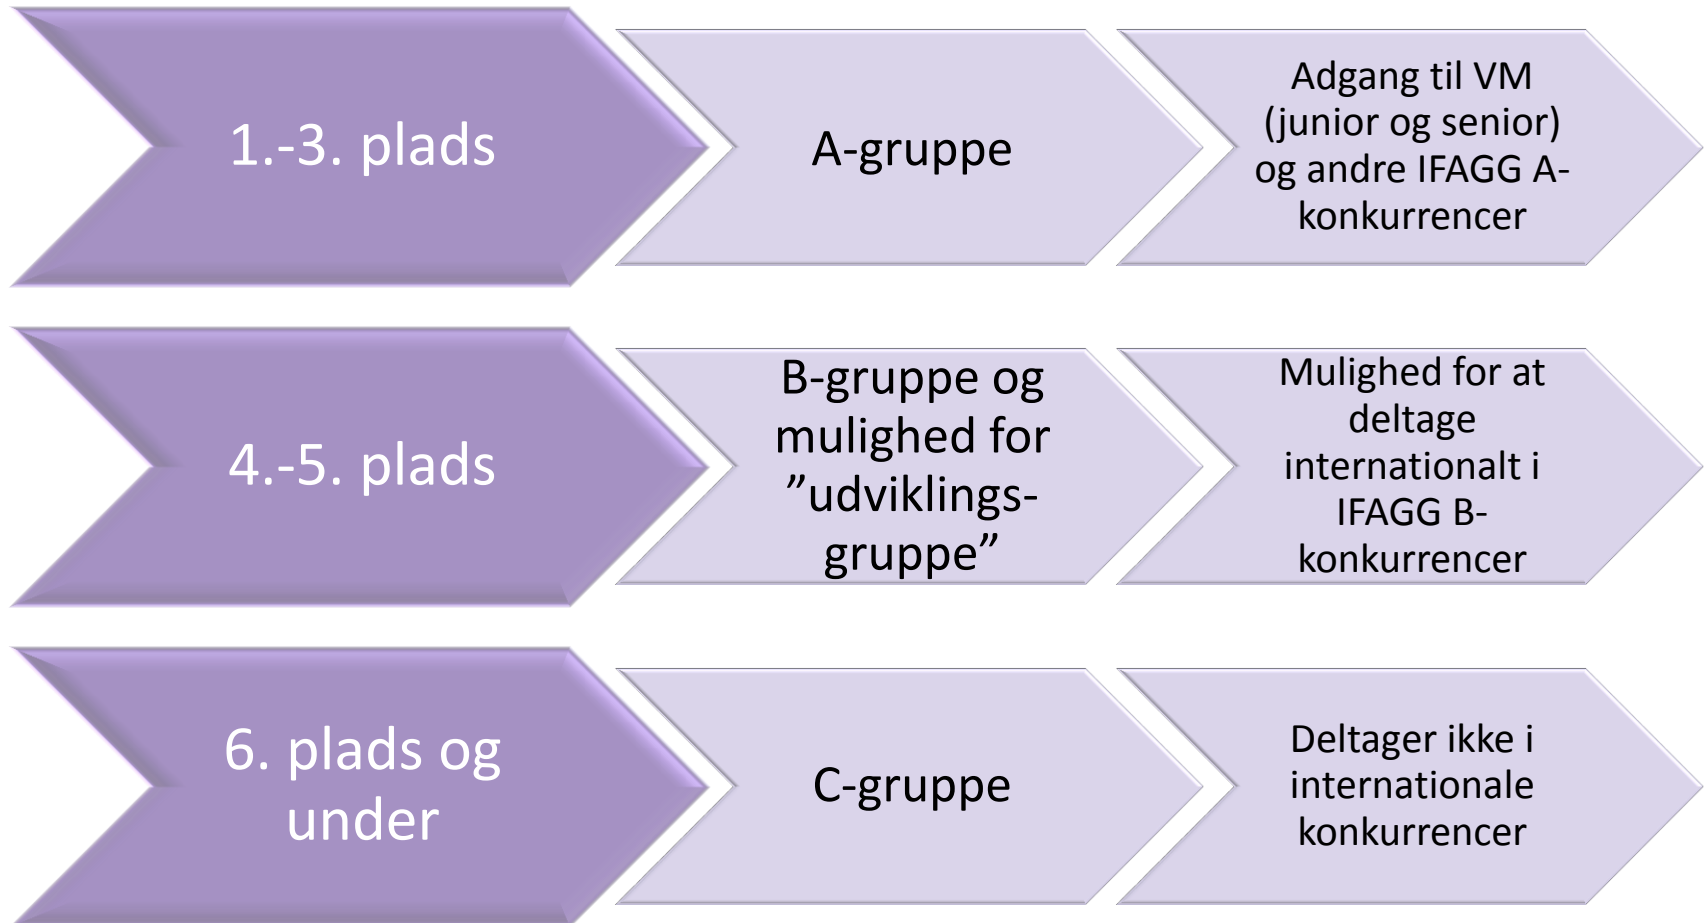 1.-3. plads
A-gruppe
Adgang til VM
(junior og senior)
og andre IFAGG A-
konkurrencer
4.-5. plads
B-gruppe og
mulighed for
”udviklings-
gruppe”
Mulighed for at
deltage
internationalt i
IFAGG B-
konkurrencer
6. plads og
under
C-gruppe
Deltager ikke i
internationale
konkurrencer